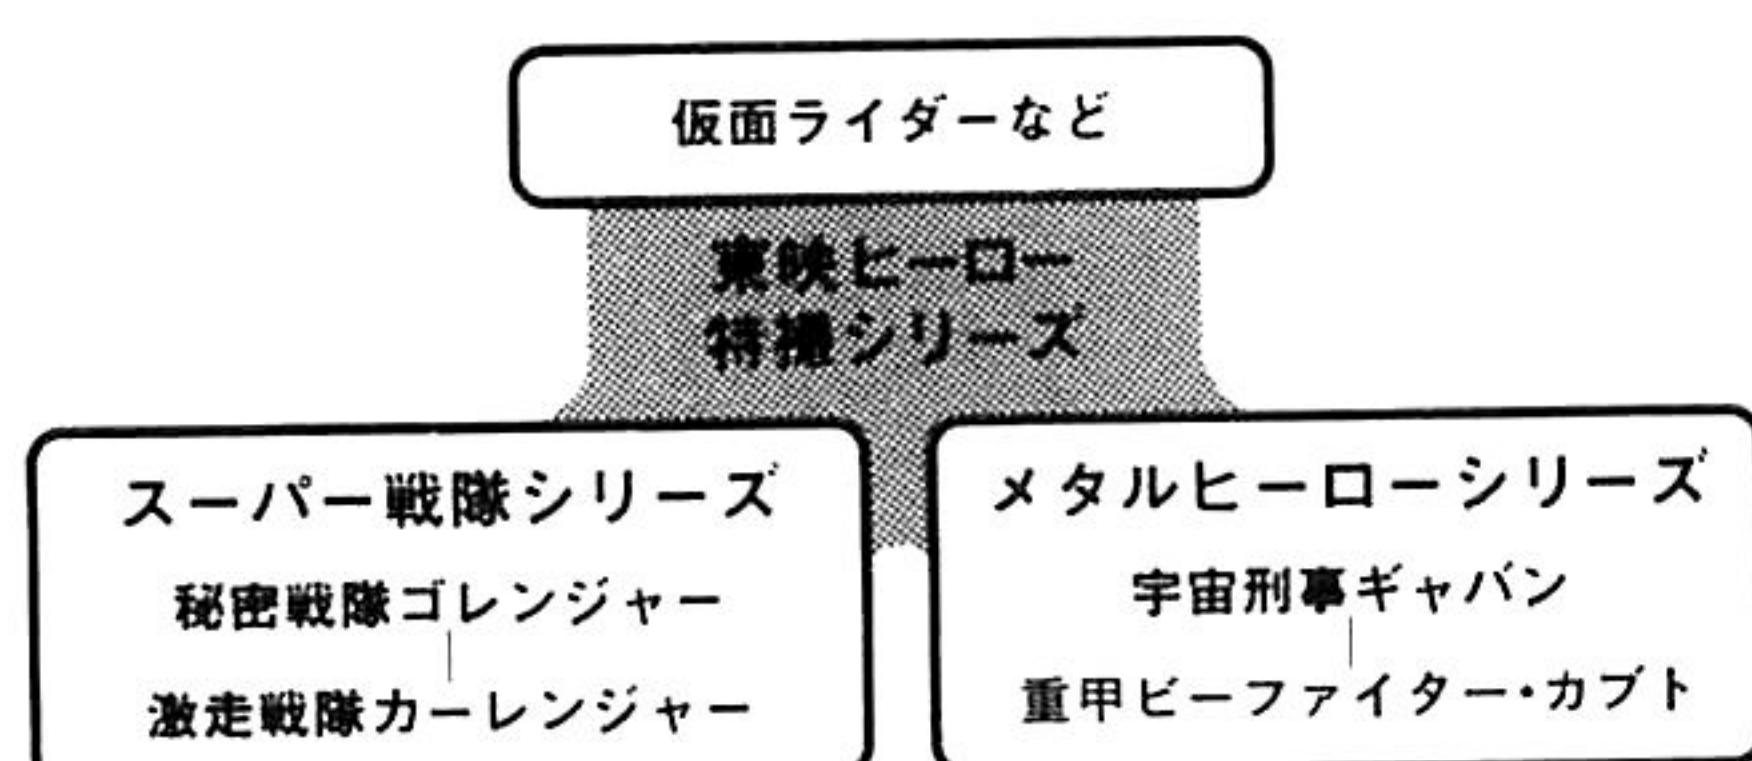 仮面ライダーなど
東映ヒーロー
特撮シリーズ
スーパー戦隊シリーズ
秘密戦隊ゴレンジャー
激走戦隊カーレンジャー
メタルヒーローシリーズ
宇宙刑事ギャバン
重甲ビーファイター・カブト